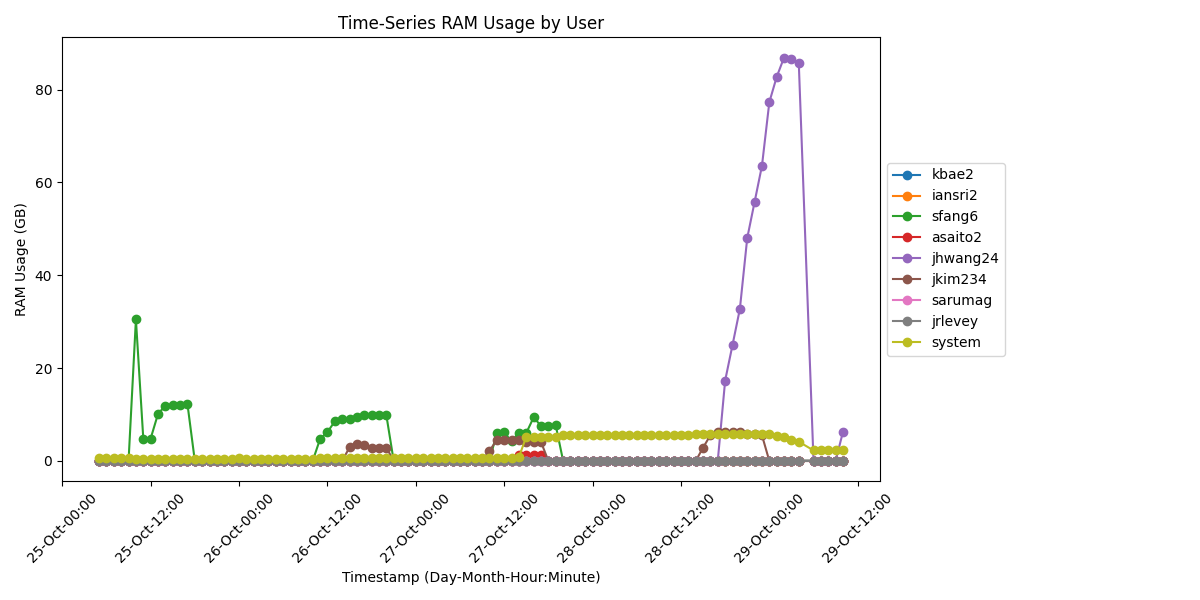 Time-Series RAM Usage by User
RAM Usage (GB)
80
60
40
20
0
25-Oct-00:00
25-Oct-12:00
26-Oct-00:00
26-Oct-12:00
27-Oct-00:00
27-Oct-12:00
28-Oct-00:00
28-Oct-12:00
29-Oct-00:00
29-Oct-12:00
Timestamp (Day-Month-Hour:Minute)
kbae2
iansri2
sfang6
asaito2
jhwang24
jkim234
sarumag
jrlevey
system